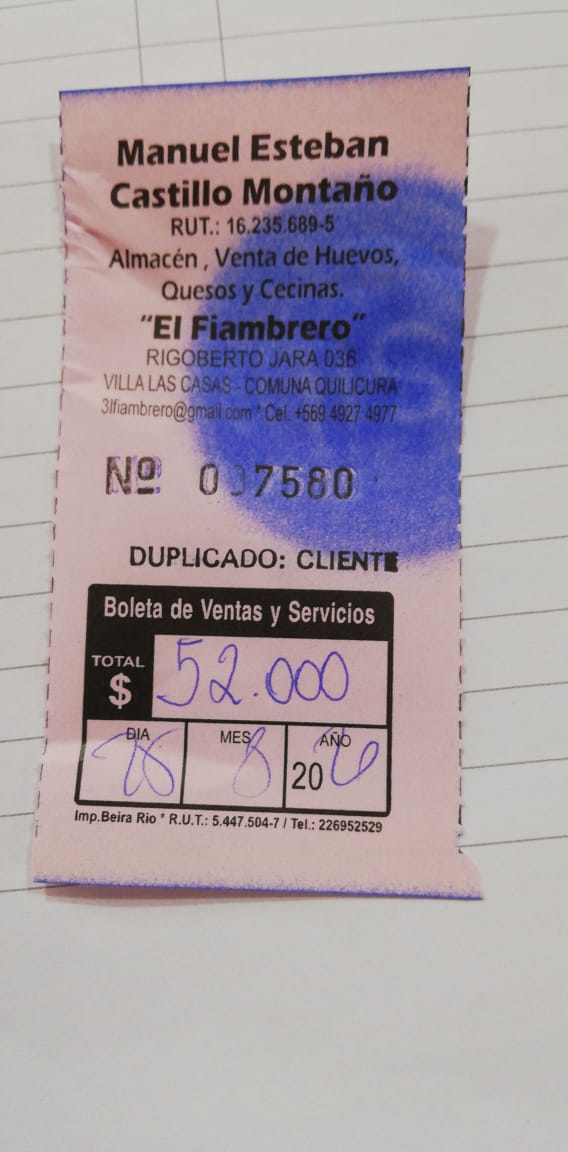 Manuel Esteban
Castillo Montaño
RUT.: 16.235.689-5
Almacén , Venta de Huevos,
Quesos y Cecinas.
“El Fiambrero”
RIGOBERTO JARA 036
VILLA LAS CASAS - COMUNA QUILICURA
3lfiambrero@gmail.com * Cel. +569 4927 4977
Nº 007580
DUPLICADO: CLIENTE
Boleta de Ventas y Servicios
TOTAL
$ 52.000
DIA MES AÑO
8 20
Imp.Beira Rio * R.U.T.: 5.447.504-7 / Tel.: 226952529